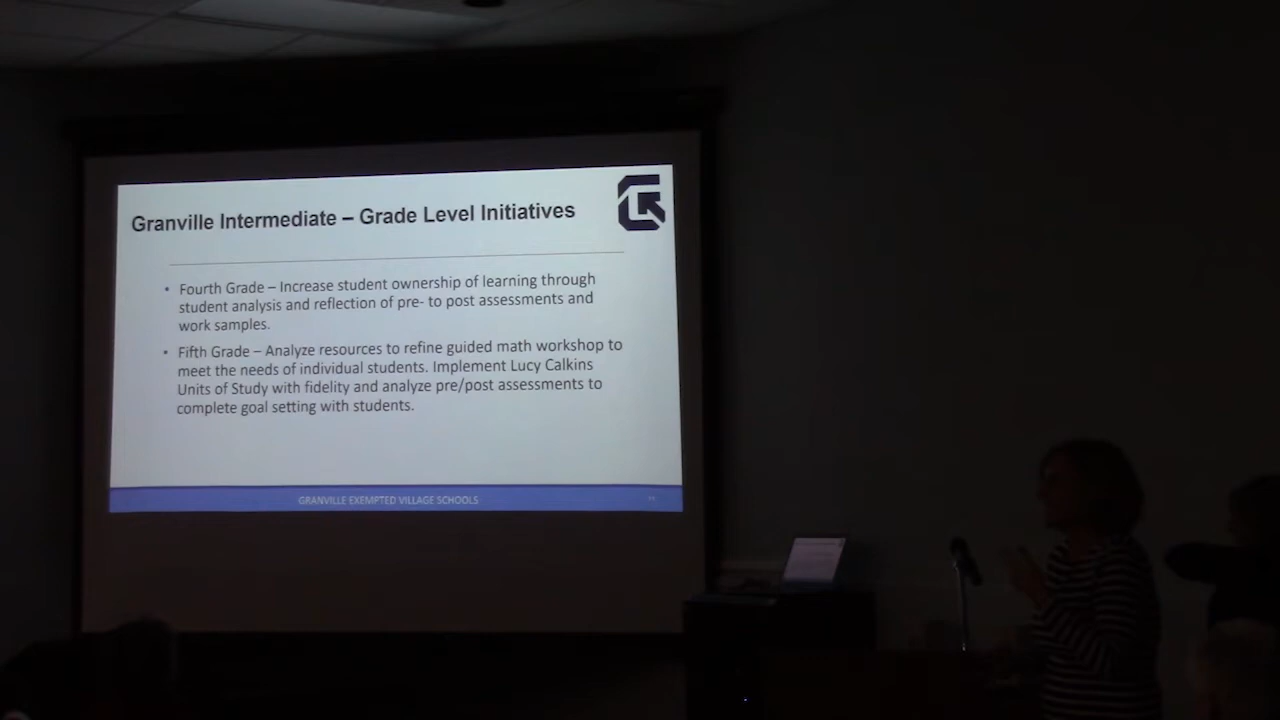 Granville Intermediate – Grade Level Initiatives
• Fourth Grade – Increase student ownership of learning through
student analysis and reflection of pre- to post assessments and
work samples.
• Fifth Grade – Analyze resources to refine guided math workshop to
meet the needs of individual students. Implement Lucy Calkins
Units of Study with fidelity and analyze pre/post assessments to
complete goal setting with students.
GRANVILLE EXEMPTED VILLAGE SCHOOLS